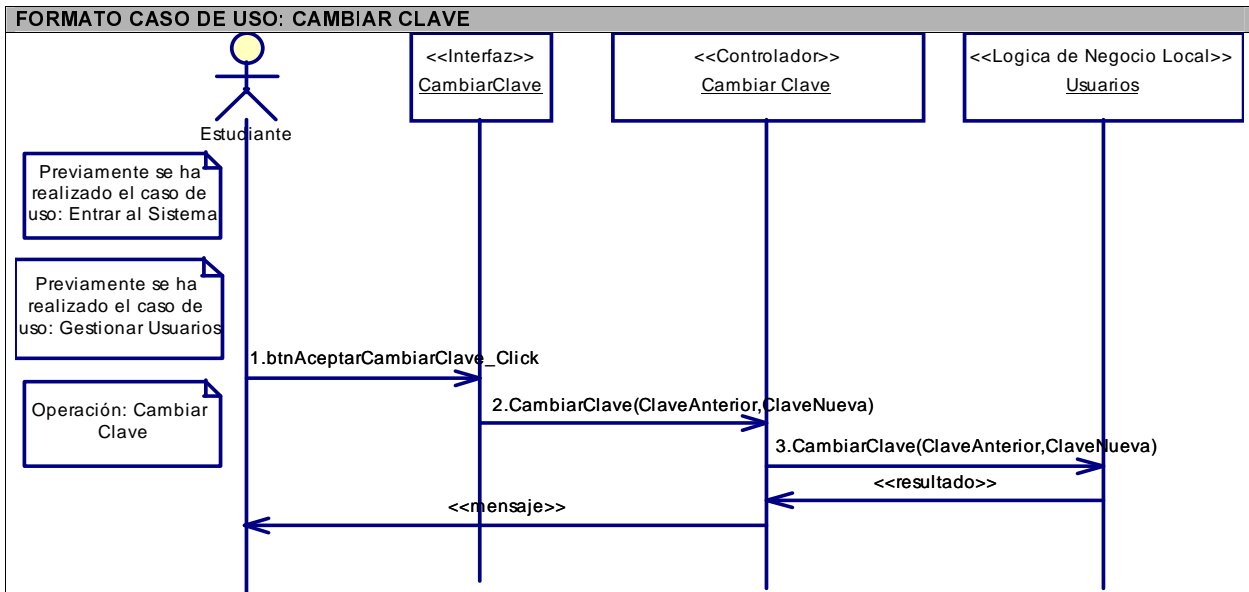 FORMATO CASO DE USO: CAMBIAR CLAVE
<<Interfaz>>
CambiarClave
<<Controlador>>
Cambiar Clave
<<Logica de Negocio Local>>
Usuarios
Estudiante
Previamente se ha
realizado el caso de
uso: Entrar al Sistema
Previamente se ha
realizado el caso de
uso: Gestionar Usuarios
1.btnAceptarCambiarClave_Click
Operación: Cambiar
Clave
2.CambiarClave(ClaveAnterior,ClaveNueva)
3.CambiarClave(ClaveAnterior,ClaveNueva)
<<resultado>>
<<mensaje>>